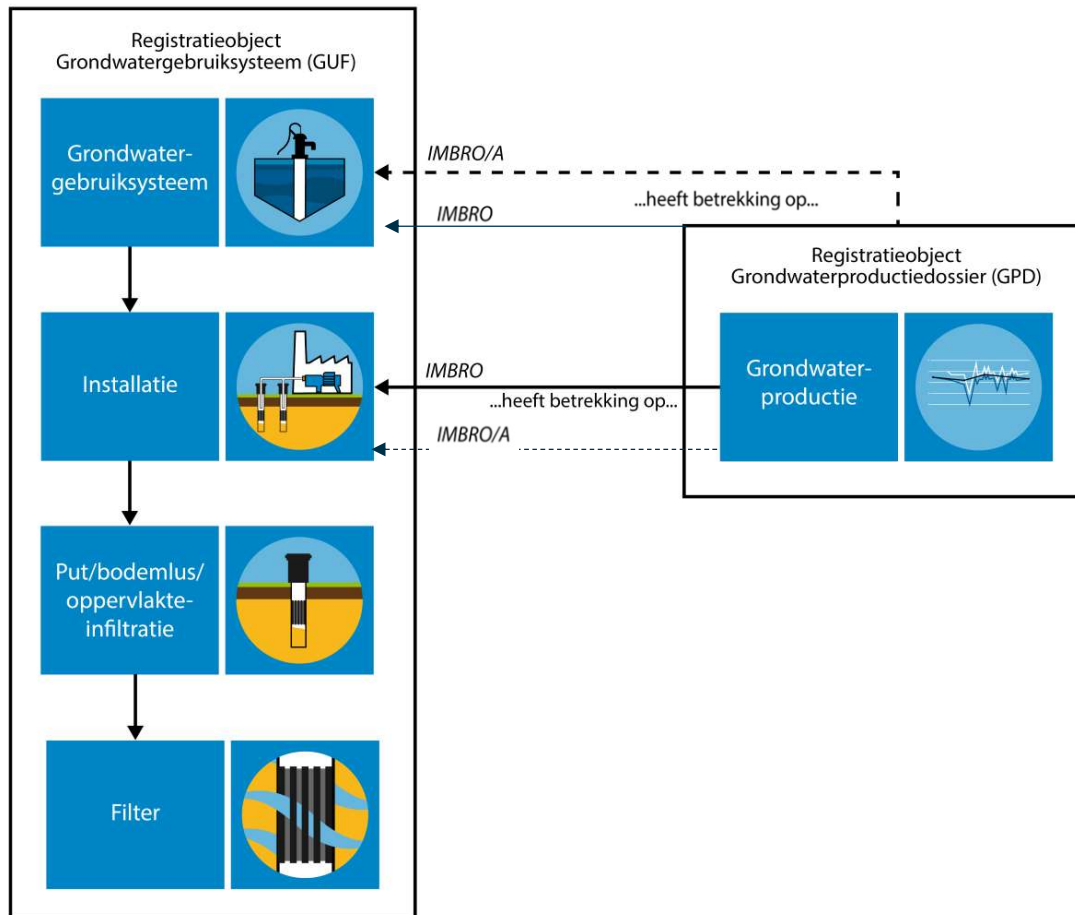 Registratieobject
Grondwatergebruiksysteem (GUF)
Grondwater-
gebruiksysteem
IMBRO/A
...heeft betrekking op...
IMBRO
Registratieobject
Grondwaterproductiedossier (GPD)
Installatie
IMBRO
...heeft betrekking op...
IMBRO/A
Grondwater-
productie
Put/bodemlus/
oppervlakte-
infiltratie
Filter